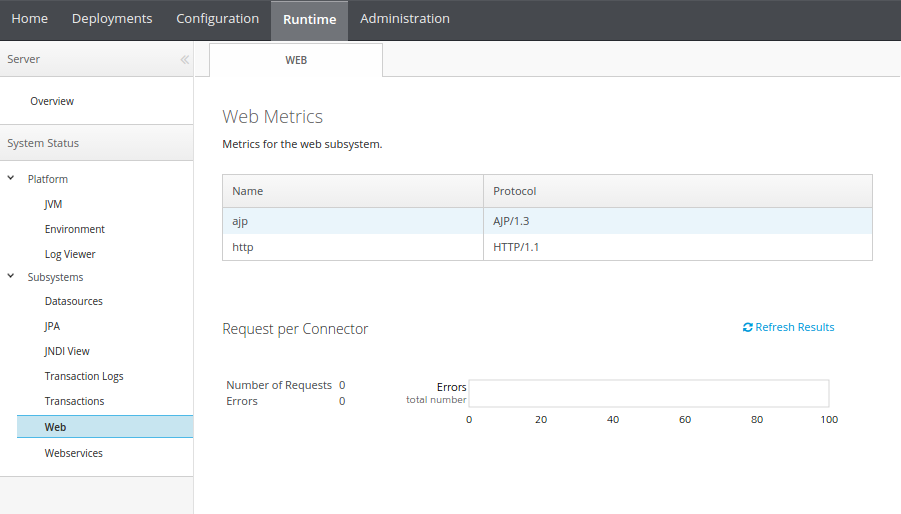 Home Deployments Configuration Runtime Administration
Server
Overview
System Status
Platform
JVM
Environment
Log Viewer
Subsystems
Datasources
JPA
JNDI View
Transaction Logs
Transactions
Web
Webservices
WEB
Web Metrics
Metrics for the web subsystem.
Name Protocol
ajp AJP/1.3
http HTTP/1.1
Request per Connector
Refresh Results
Number of Requests 0
Errors 0
Errors
total number
0 20 40 60 80 100